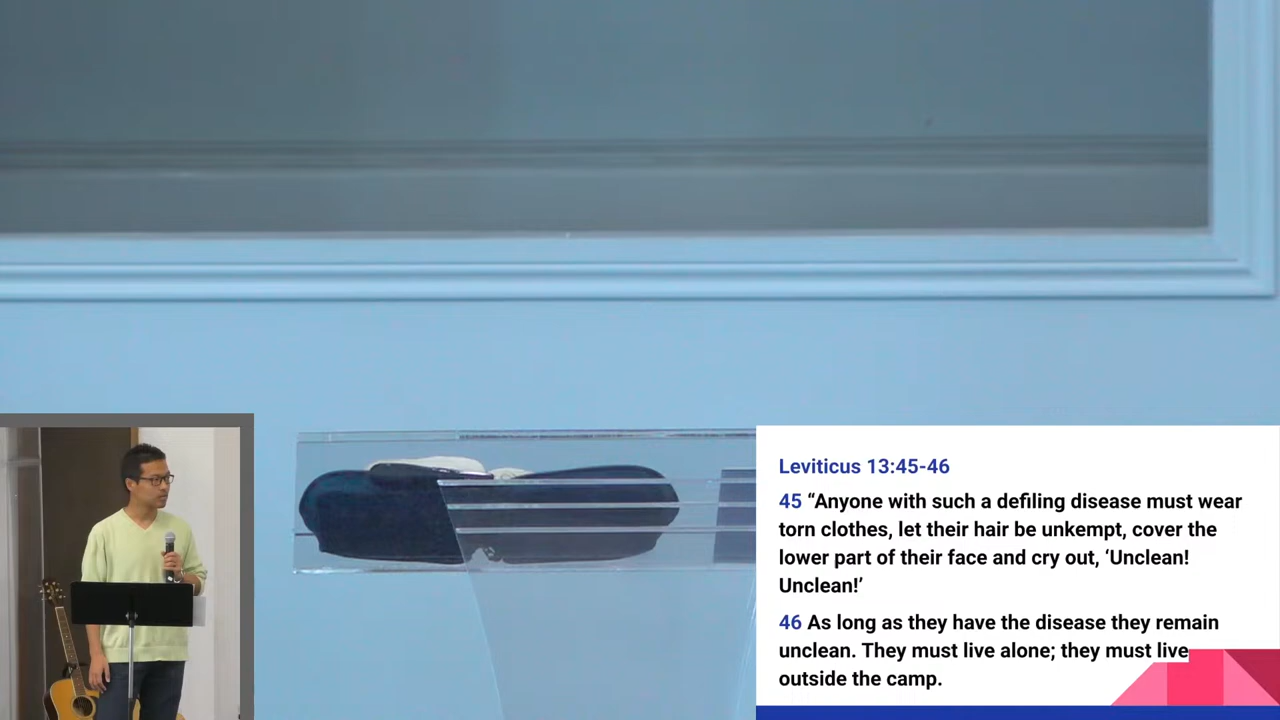 Leviticus 13:45-46
45 “Anyone with such a defiling disease must wear
torn clothes, let their hair be unkempt, cover the
lower part of their face and cry out, ‘Unclean!
Unclean!’
46 As long as they have the disease they remain
unclean. They must live alone; they must live
outside the camp.